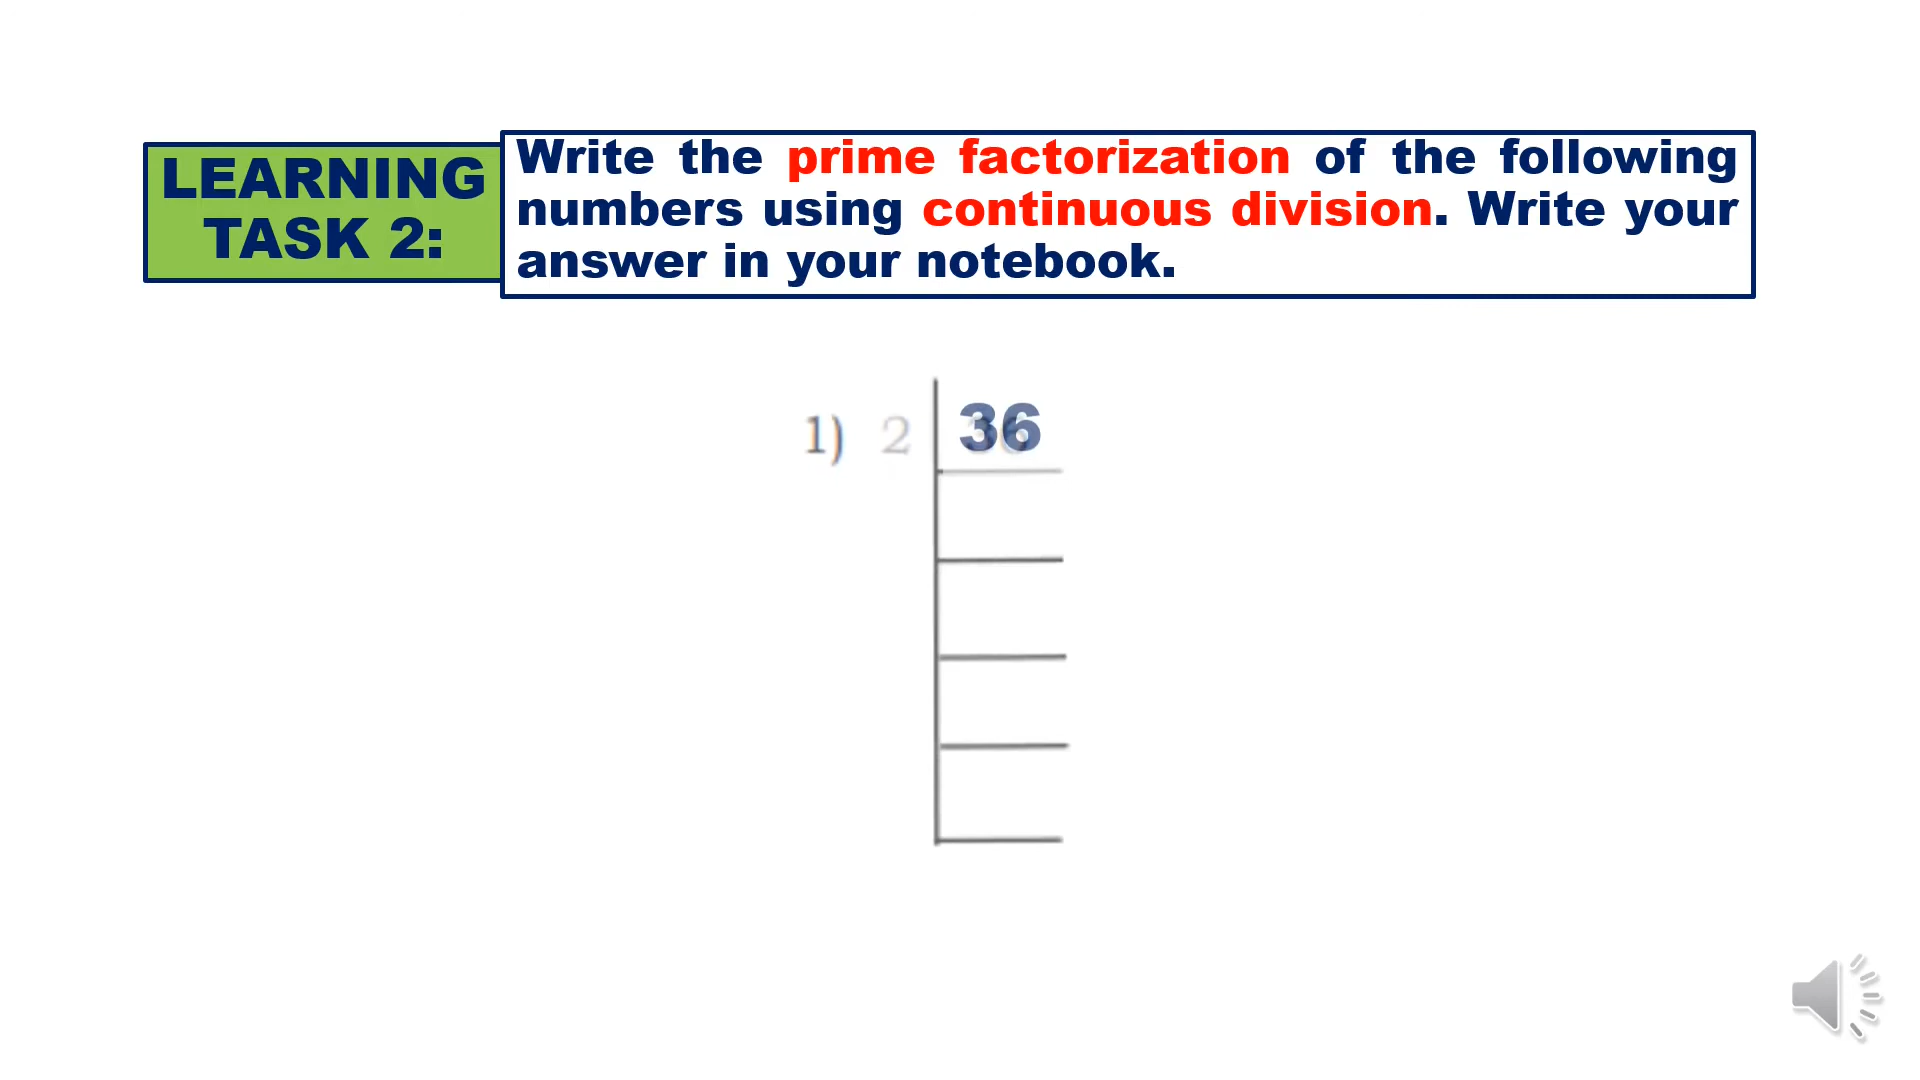 LEARNING
TASK 2:
Write the prime factorization of the following
numbers using continuous division. Write your
answer in your notebook.
1) 2 36